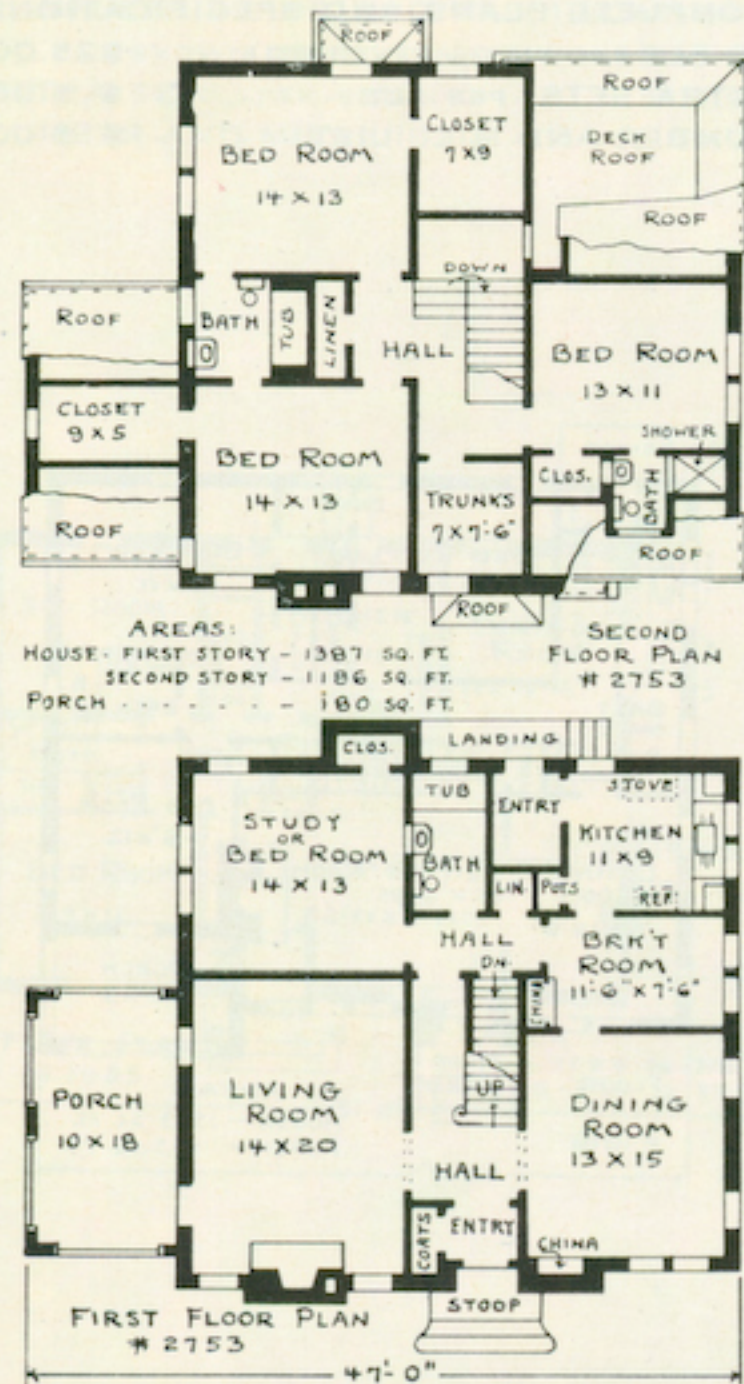 ROOF
ROOF
BED ROOM
14 X 13
CLOSET
7 X 9
DECK
ROOF
ROOF
DOWN
ROOF
BATH
TUB
LINEN
HALL
BED ROOM
13 X 11
CLOSET
9 X 5
BED ROOM
14 X 13
SHOWER
CLOS.
BATH
TRUNKS
7 X 7'-6"
ROOF
ROOF
ROOF
AREAS:
HOUSE - FIRST STORY - 1387 SQ. FT.
SECOND STORY - 1186 SQ. FT.
PORCH - - - - - - - 180 SQ. FT.
SECOND
FLOOR PLAN
# 2753
CLOS.
LANDING
STUDY
OR
BED ROOM
14 X 13
TUB
BATH
ENTRY
STOVE
KITCHEN
11 X 9
LIN.
POTS
REF.
HALL
DN.
BRK'T
ROOM
11'-6" X 7'-6"
CHINA
PORCH
10 X 18
LIVING
ROOM
14 X 20
UP
DINING
ROOM
13 X 15
HALL
COATS
ENTRY
CHINA
STOOP
FIRST FLOOR PLAN
# 2753
47'-0"